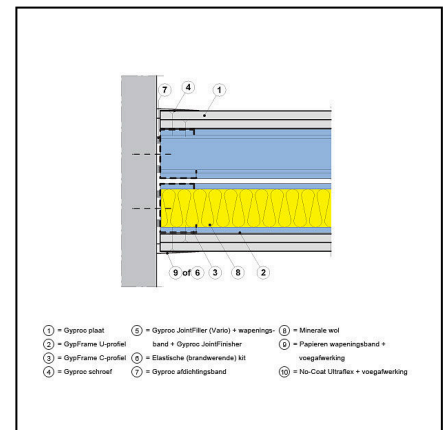 7 4 1
9 of 6 3 8 2
1 = Gyproc plaat
2 = GypFrame U-profiel
3 = GypFrame C-profiel
4 = Gyproc schroef
5 = Gyproc JointFiller (Vario) + wapenings-
band + Gyproc JointFinisher
6 = Elastische (brandwerende) kit
7 = Gyproc afdichtingsband
8 = Minerale wol
9 = Papieren wapeningsband +
voegafwerking
10 = No-Coat Ultraflex + voegafwerking